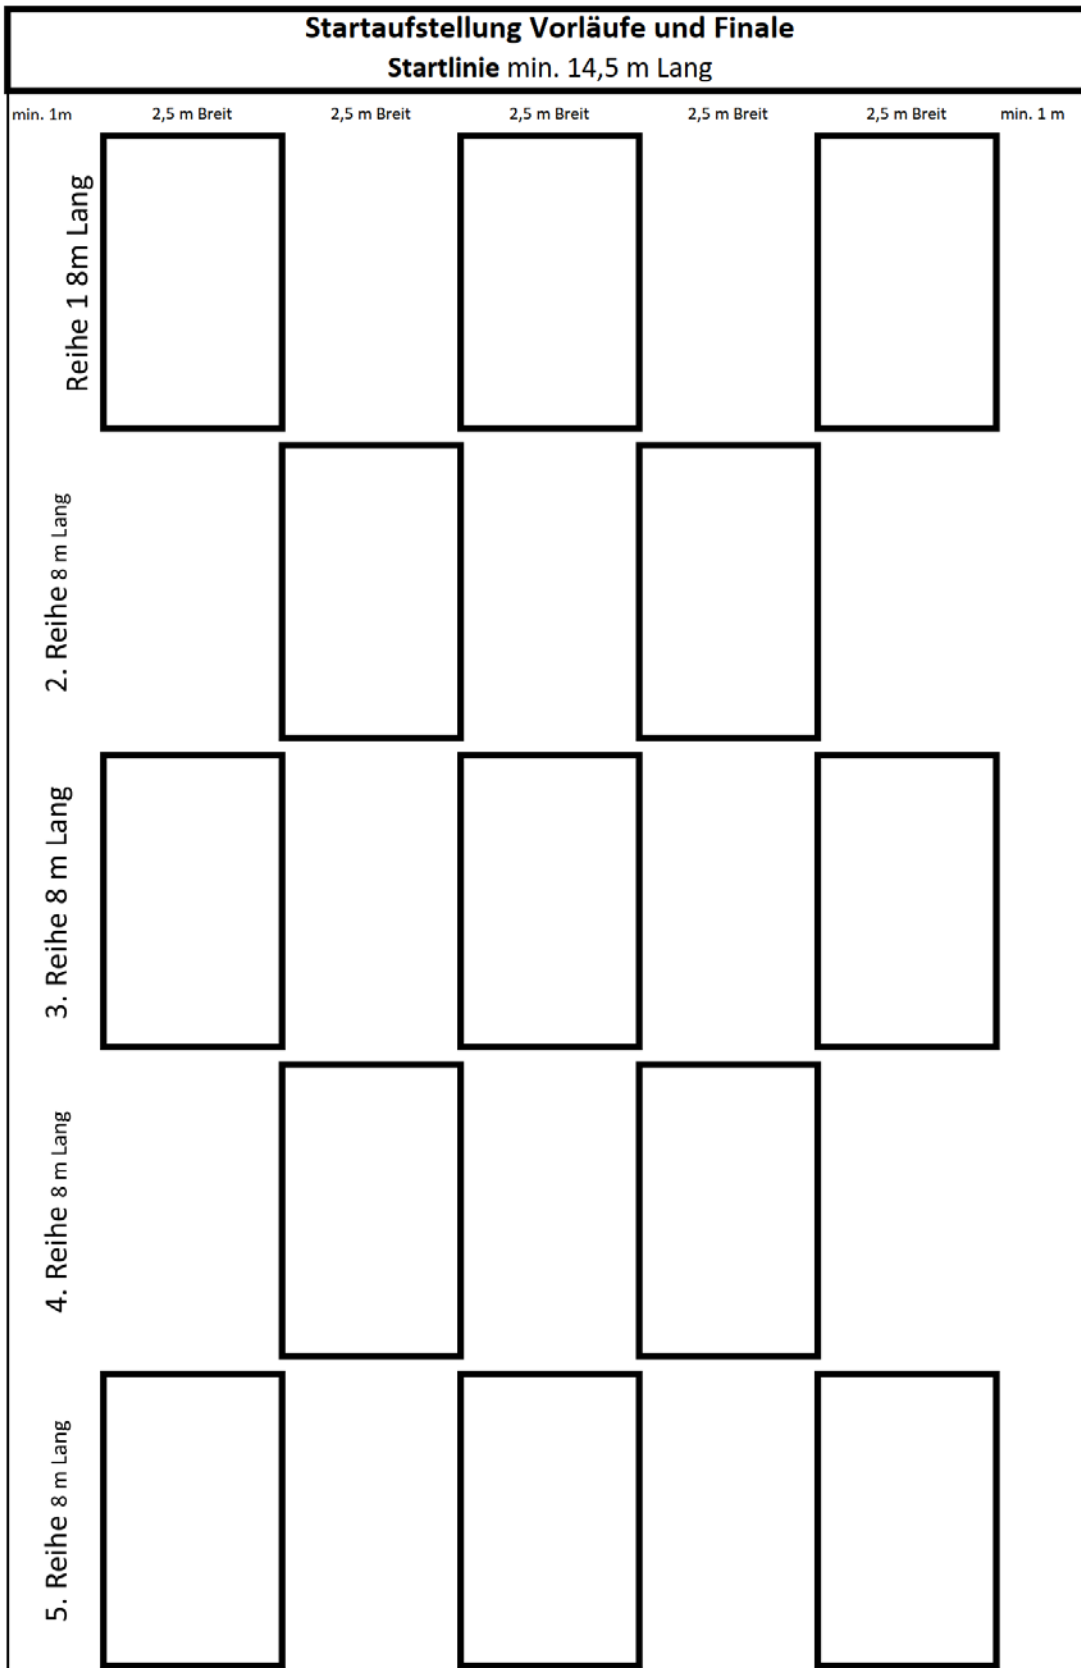 Startaufstellung Vorläufe und Finale
Startlinie min. 14,5 m Lang
min. 1m 2,5 m Breit 2,5 m Breit 2,5 m Breit 2,5 m Breit 2,5 m Breit min. 1 m
Reihe 1 8m Lang
2. Reihe 8 m Lang
3. Reihe 8 m Lang
4. Reihe 8 m Lang
5. Reihe 8 m Lang